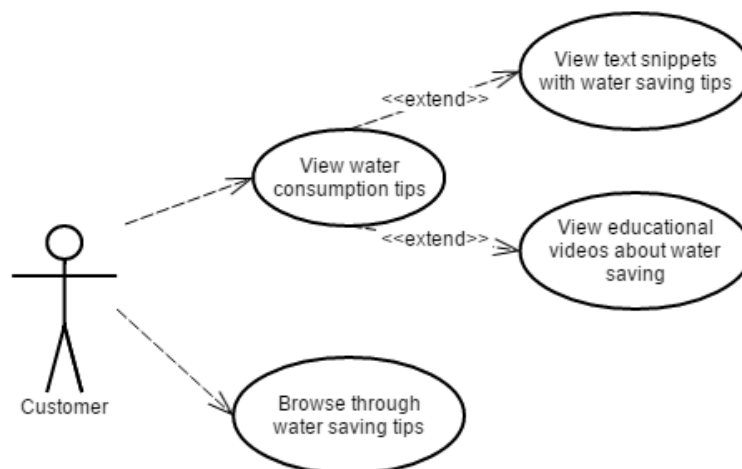 View text snippets
with water saving tips
<<extend>>
View water
consumption tips
<<extend>>
View educational
videos about water
saving
Customer
Browse through
water saving tips